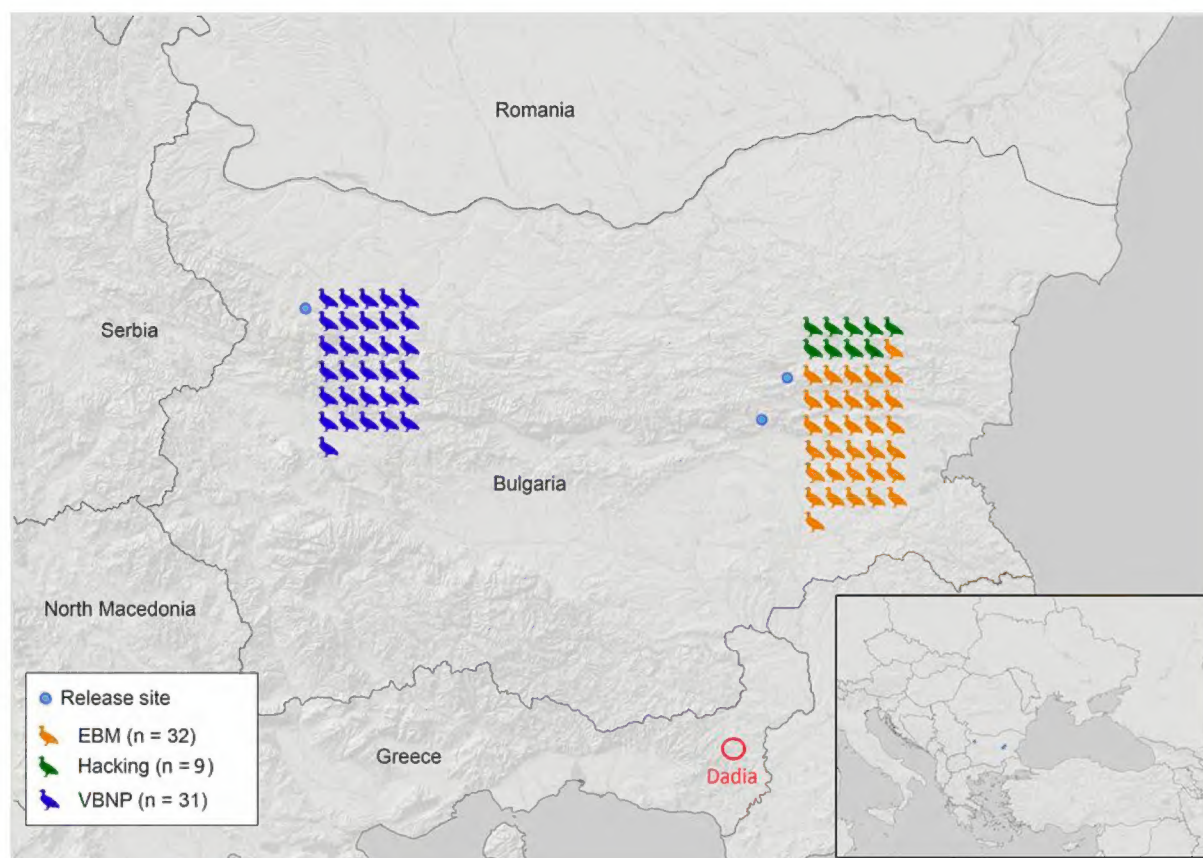 Romania
Serbia
Bulgaria
North Macedonia
Greece
Dadia
Release site
EBM (n = 32)
Hacking (n = 9)
VBNP (n = 31)